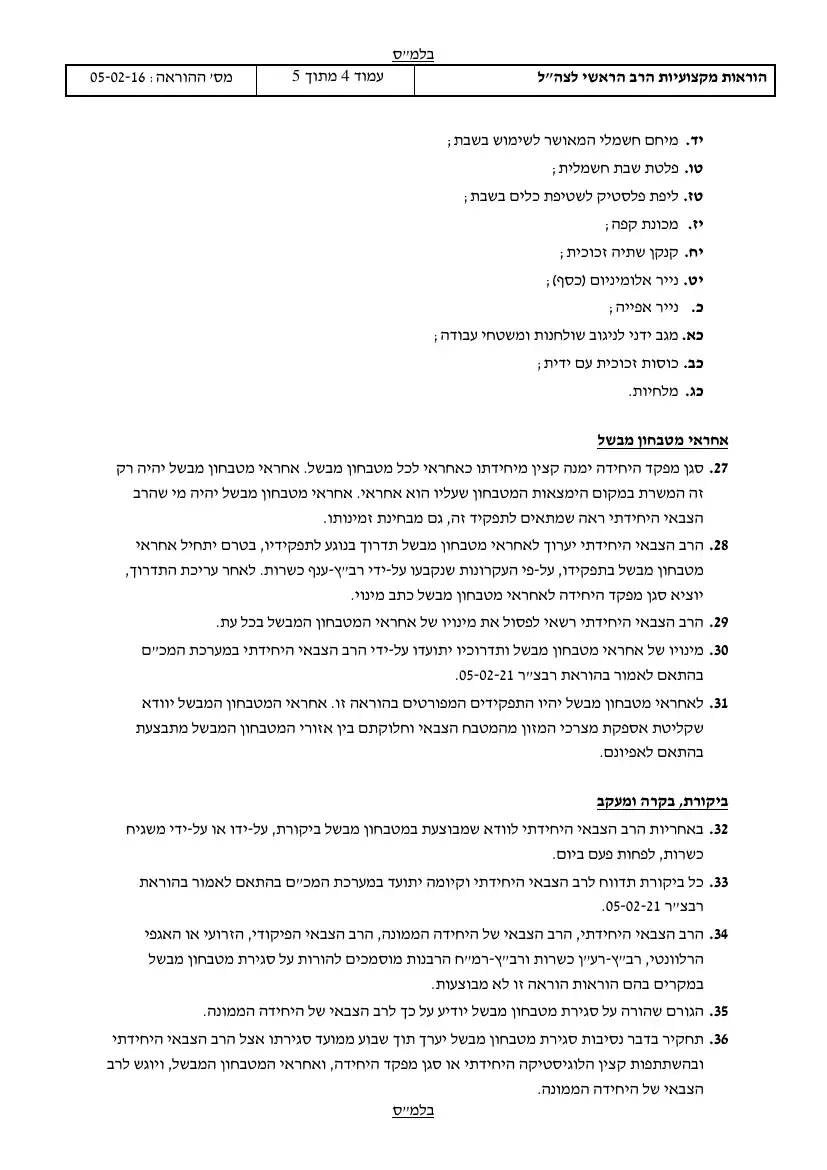 בלמ״ס
הוראות מקצועיות הרב הראשי לצה״ל עמוד 4 מתוך 5 מס׳ ההוראה: 05-02-16
יד. מיחם חשמלי המאושר לשימוש בשבת;
טו. פלטת שבת חשמלית;
טז. ליפת פלסטיק לשטיפת כלים בשבת;
יז. מכונת קפה;
יח. קנקן שתיה זכוכית;
יט. נייר אלומיניום (כסף);
כ. נייר אפייה;
כא. מגב ידני לניגוב שולחנות ומשטחי עבודה;
כב. כוסות זכוכית עם ידית;
כג. מלחיות.
אחראי מטבחון מבשל
27. סגן מפקד היחידה ימנה קצין מיחידתו כאחראי לכל מטבחון מבשל. אחראי מטבחון מבשל יהיה רק
זה המשרת במקום הימצאות המטבחון שעליו הוא אחראי. אחראי מטבחון מבשל יהיה מי שהרב
הצבאי היחידתי ראה שמתאים לתפקיד זה, גם מבחינת זמינותו.
28. הרב הצבאי היחידתי יערוך לאחראי מטבחון מבשל תדרוך בנוגע לתפקידיו, בטרם יתחיל אחראי
מטבחון מבשל בתפקידו, על-פי העקרונות שנקבעו על-ידי רב״ץ-ענף כשרות. לאחר עריכת התדרוך,
יוציא סגן מפקד היחידה לאחראי מטבחון מבשל כתב מינוי.
29. הרב הצבאי היחידתי רשאי לפסול את מינויו של אחראי המטבחון המבשל בכל עת.
30. מינויו של אחראי מטבחון מבשל ותדרוכיו יתועדו על-ידי הרב הצבאי היחידתי במערכת המכ״ם
בהתאם לאמור בהוראת רבצ״ר 05-02-21.
31. לאחראי מטבחון מבשל יהיו התפקידים המפורטים בהוראה זו. אחראי המטבחון המבשל יוודא
שקליטת אספקת מצרכי המזון מהמטבח הצבאי וחלוקתם בין אזורי המטבחון המבשל מתבצעת
בהתאם לאפיונם.
ביקורת, בקרה ומעקב
32. באחריות הרב הצבאי היחידתי לוודא שמבוצעת במטבחון מבשל ביקורת, על-ידו או על-ידי משגיח
כשרות, לפחות פעם ביום.
33. כל ביקורת תדווח לרב הצבאי היחידתי וקיומה יתועד במערכת המכ״ם בהתאם לאמור בהוראת
רבצ״ר 05-02-21.
34. הרב הצבאי היחידתי, הרב הצבאי של היחידה הממונה, הרב הצבאי הפיקודי, הזרועי או האגפי
הרלוונטי, רב״ץ-רע״ן כשרות ורב״ץ-רמ״ח הרבנות מוסמכים להורות על סגירת מטבחון מבשל
במקרים בהם הוראות הוראה זו לא מבוצעות.
35. הגורם שהורה על סגירת מטבחון מבשל יודיע על כך לרב הצבאי של היחידה הממונה.
36. תחקיר בדבר נסיבות סגירת מטבחון מבשל יערך תוך שבוע ממועד סגירתו אצל הרב הצבאי היחידתי
ובהשתתפות קצין הלוגיסטיקה היחידתי או סגן מפקד היחידה, ואחראי המטבחון המבשל, ויוגש לרב
הצבאי של היחידה הממונה.
בלמ״ס